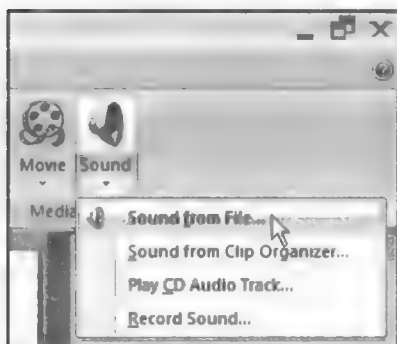 Movie Sound
Media
Sound from File...
Sound from Clip Organizer...
Play CD Audio Track...
Record Sound...